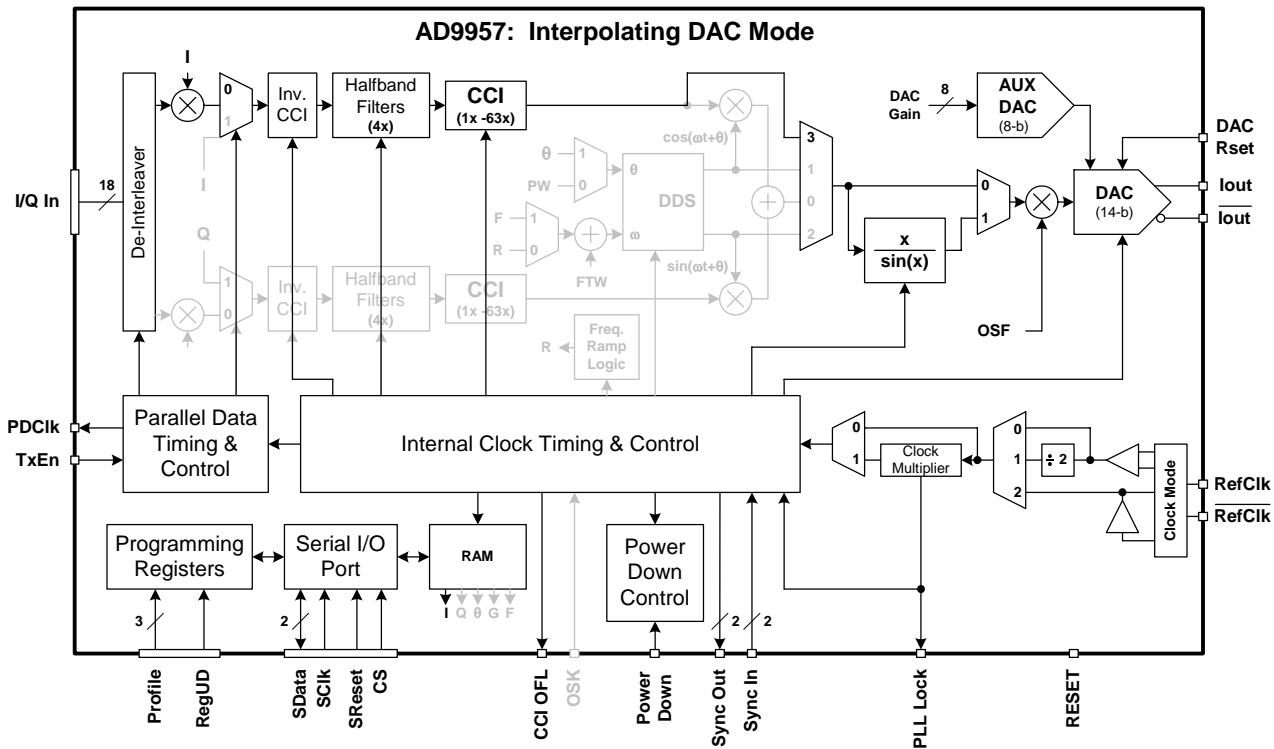 AD9957: Interpolating DAC Mode
I
0
1
Inv.
CCI
Halfband
Filters
(4x)
CCI
(1x -63x)
DAC
Gain
8
AUX
DAC
(8-b)
DAC
Rset
cos(ωt+θ)
3
1
0
2
θ
PW
1
0
θ
DDS
ω
F
R
1
0
FTW
sin(ωt+θ)
0
1
DAC
(14-b)
Iout
Iout
x
sin(x)
OSF
I/Q In
18
De-Interleaver
I
Q
1
0
Inv.
CCI
Halfband
Filters
(4x)
CCI
(1x -63x)
R
Freq.
Ramp
Logic
PDClk
TxEn
Parallel Data
Timing &
Control
Internal Clock Timing & Control
0
1
Clock
Multiplier
0
1
2
÷ 2
Clock Mode
RefClk
RefClk
Programming
Registers
Serial I/O
Port
RAM
I Q θ G F
Power
Down
Control
3
2
2
2
Profile
RegUD
SData
SClk
SReset
CS
CCI OFL
OSK
Power
Down
Sync Out
Sync In
PLL Lock
RESET